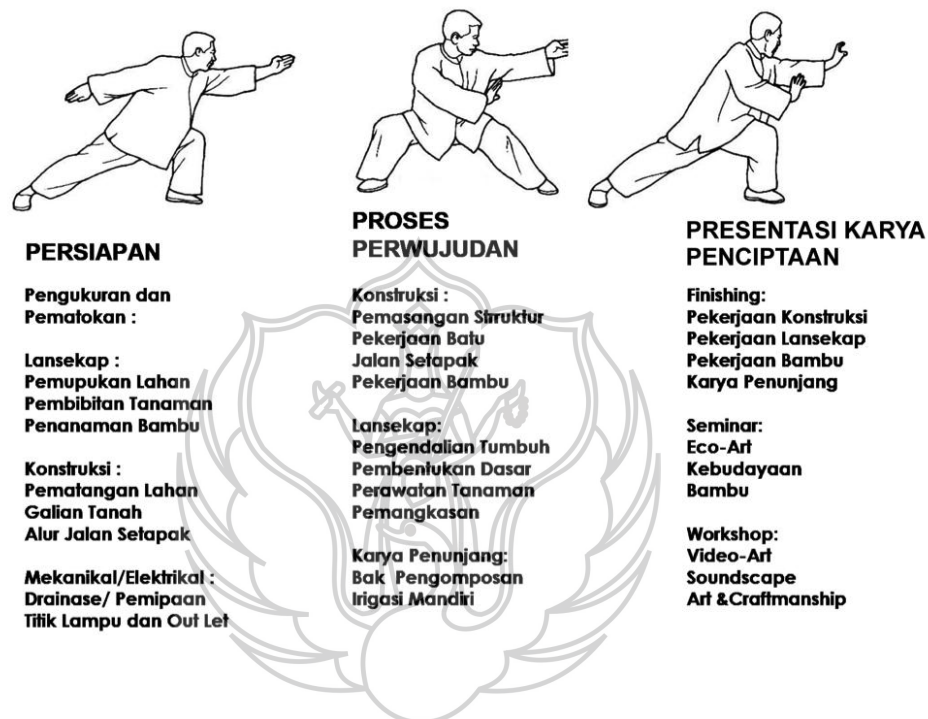 PERSIAPAN
Pengukuran dan
Pematokan :
Lansekap :
Pemupukan Lahan
Pembibitan Tanaman
Penanaman Bambu
Konstruksi :
Pematangan Lahan
Galian Tanah
Alur Jalan Setapak
Mekanikal/Elektrikal :
Drainase/ Pemipaan
Titik Lampu dan Out Let
PROSES
PERWUJUDAN
Konstruksi :
Pemasangan Strruktur
Pekerjaan Batu
Jalan Setapak
Pekerjaan Bambu
Lansekap:
Pengendalian Tumbuh
Pembentukan Dasar
Perawatan Tanaman
Pemangkasan
Karya Penunjang:
Bak Pengomposan
Irigasi Mandiri
PRESENTASI KARYA
PENCIPTAAN
Finishing:
Pekerjaan Konstruksi
Pekerjaan Lansekap
Pekerjaan Bambu
Karya Penunjang
Seminar:
Eco-Art
Kebudayaan
Bambu
Workshop:
Video-Art
Soundscape
Art &Craftmanship